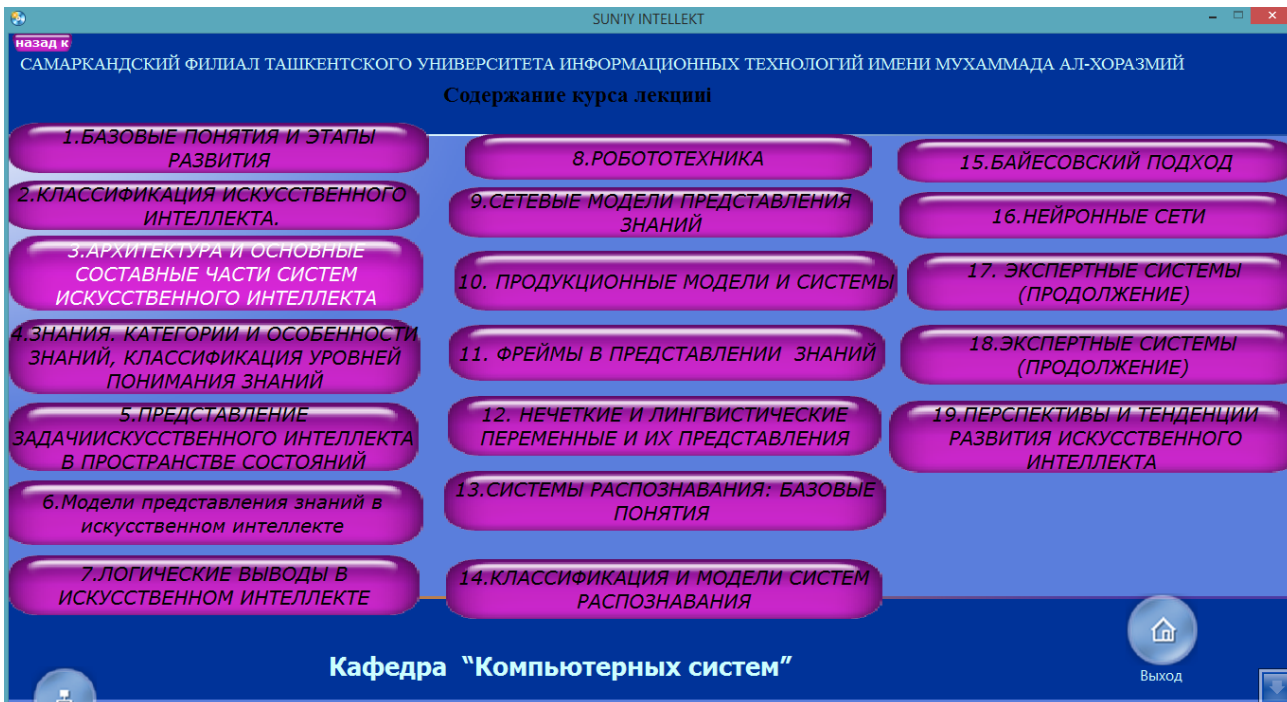 SUN'IY INTELLEKT
назад к
САМАРКАНДСКИЙ ФИЛИАЛ ТАШКЕНТСКОГО УНИВЕРСИТЕТА ИНФОРМАЦИОННЫХ ТЕХНОЛОГИЙ ИМЕНИ МУХАММАДА АЛ-ХОРАЗМИЙ
Содержание курса лекцииi
1.БАЗОВЫЕ ПОНЯТИЯ И ЭТАПЫ
РАЗВИТИЯ
2.КЛАССИФИКАЦИЯ ИСКУССТВЕННОГО
ИНТЕЛЛЕКТА.
3.АРХИТЕКТУРА И ОСНОВНЫЕ
СОСТАВНЫЕ ЧАСТИ СИСТЕМ
ИСКУССТВЕННОГО ИНТЕЛЛЕКТА
4.ЗНАНИЯ. КАТЕГОРИИ И ОСОБЕННОСТИ
ЗНАНИЙ, КЛАССИФИКАЦИЯ УРОВНЕЙ
ПОНИМАНИЯ ЗНАНИЙ
5.ПРЕДСТАВЛЕНИЕ
ЗАДАЧИИСКУССТВЕННОГО ИНТЕЛЛЕКТА
В ПРОСТРАНСТВЕ СОСТОЯНИЙ
6.Модели представления знаний в
искусственном интеллекте
7.ЛОГИЧЕСКИЕ ВЫВОДЫ В
ИСКУССТВЕННОМ ИНТЕЛЛЕКТЕ
8.РОБОТОТЕХНИКА
9.СЕТЕВЫЕ МОДЕЛИ ПРЕДСТАВЛЕНИЯ
ЗНАНИЙ
10. ПРОДУКЦИОННЫЕ МОДЕЛИ И СИСТЕМЫ
11. ФРЕЙМЫ В ПРЕДСТАВЛЕНИИ ЗНАНИЙ
12. НЕЧЕТКИЕ И ЛИНГВИСТИЧЕСКИЕ
ПЕРЕМЕННЫЕ И ИХ ПРЕДСТАВЛЕНИЯ
13.СИСТЕМЫ РАСПОЗНАВАНИЯ: БАЗОВЫЕ
ПОНЯТИЯ
14.КЛАССИФИКАЦИЯ И МОДЕЛИ СИСТЕМ
РАСПОЗНАВАНИЯ
15.БАЙЕСОВСКИЙ ПОДХОД
16.НЕЙРОННЫЕ СЕТИ
17. ЭКСПЕРТНЫЕ СИСТЕМЫ
(ПРОДОЛЖЕНИЕ)
18.ЭКСПЕРТНЫЕ СИСТЕМЫ
(ПРОДОЛЖЕНИЕ)
19.ПЕРСПЕКТИВЫ И ТЕНДЕНЦИИ
РАЗВИТИЯ ИСКУССТВЕННОГО
ИНТЕЛЛЕКТА
Кафедра “Компьютерных систем”
Выход